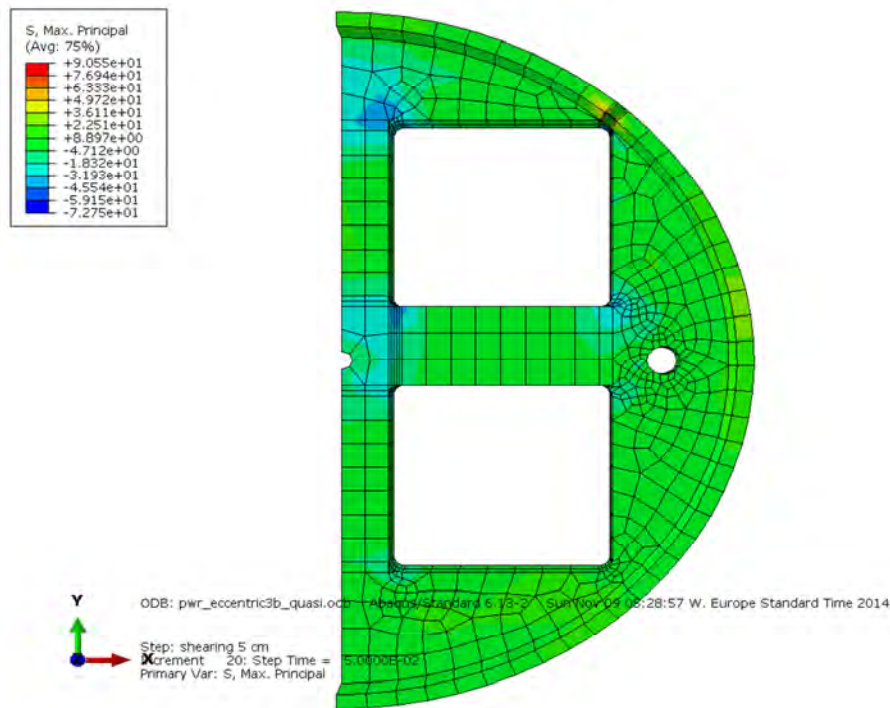 S, Max. Principal
(Avg: 75%)
+9.055e+01
+7.694e+01
+6.333e+01
+4.972e+01
+3.611e+01
+2.251e+01
+8.897e+00
-4.712e+00
-1.832e+01
-3.193e+01
-4.554e+01
-5.915e+01
-7.275e+01
Y
X
ODB: pwr_eccentric3b_quasi.odb Abaqus/Standard 6.13-2 Sun Nov 09 08:28:57 W. Europe Standard Time 2014
Step: shearing 5 cm
Increment 20: Step Time = 5.0000E-02
Primary Var: S, Max. Principal